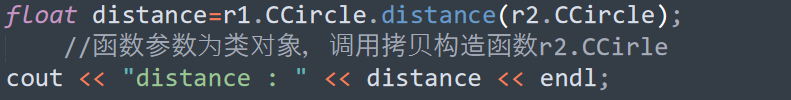 float distance=r1.CCircle.distance(r2.CCircle);
//函数参数为类对象，调用拷贝构造函数r2.CCirle
cout << "distance : " << distance << endl;